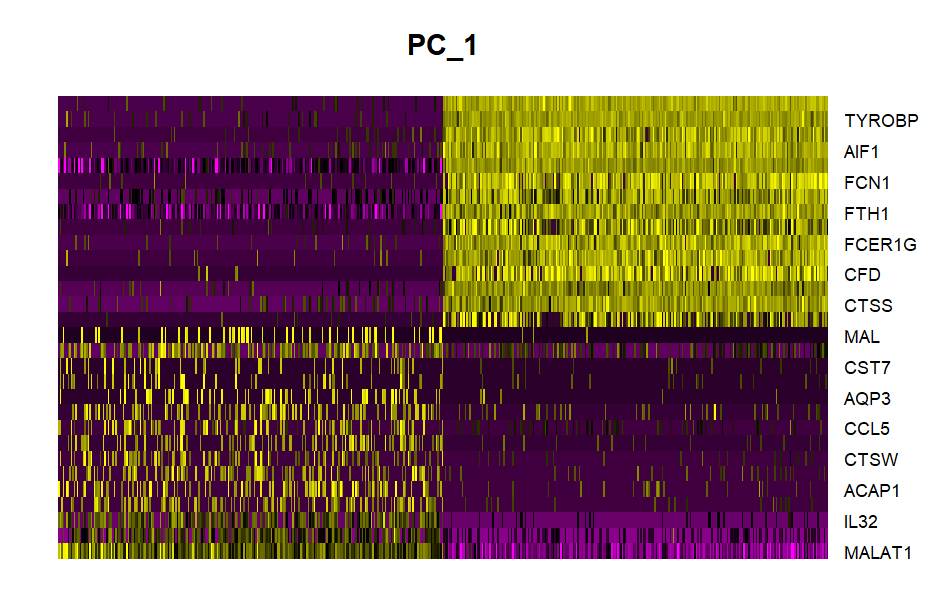 PC_1
TYROBP
AIF1
FCN1
FTH1
FCER1G
CFD
CTSS
MAL
CST7
AQP3
CCL5
CTSW
ACAP1
IL32
MALAT1